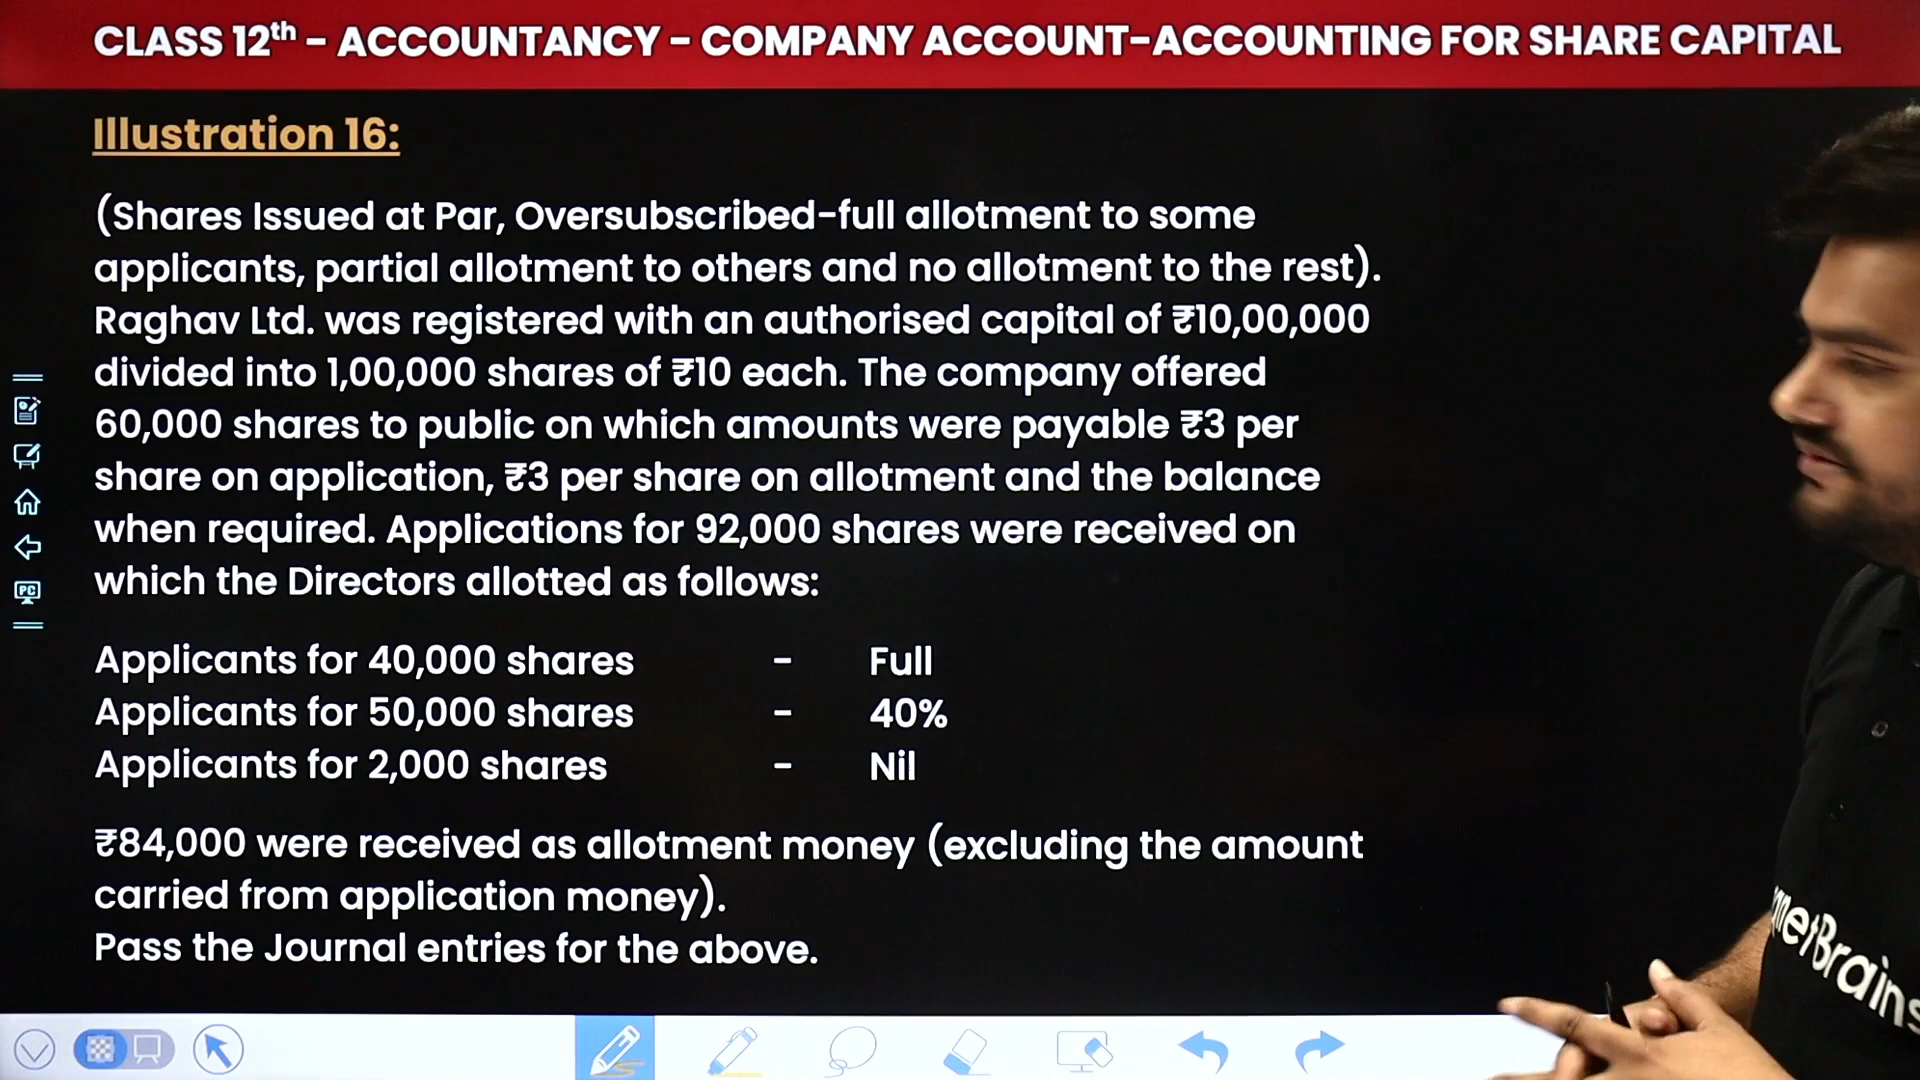 CLASS 12th - ACCOUNTANCY - COMPANY ACCOUNT-ACCOUNTING FOR SHARE CAPITAL
Illustration 16:
(Shares Issued at Par, Oversubscribed-full allotment to some
applicants, partial allotment to others and no allotment to the rest).
Raghav Ltd. was registered with an authorised capital of ₹10,00,000
divided into 1,00,000 shares of ₹10 each. The company offered
60,000 shares to public on which amounts were payable ₹3 per
share on application, ₹3 per share on allotment and the balance
when required. Applications for 92,000 shares were received on
which the Directors allotted as follows:
Applicants for 40,000 shares - Full
Applicants for 50,000 shares - 40%
Applicants for 2,000 shares - Nil
₹84,000 were received as allotment money (excluding the amount
carried from application money).
Pass the Journal entries for the above.
PC